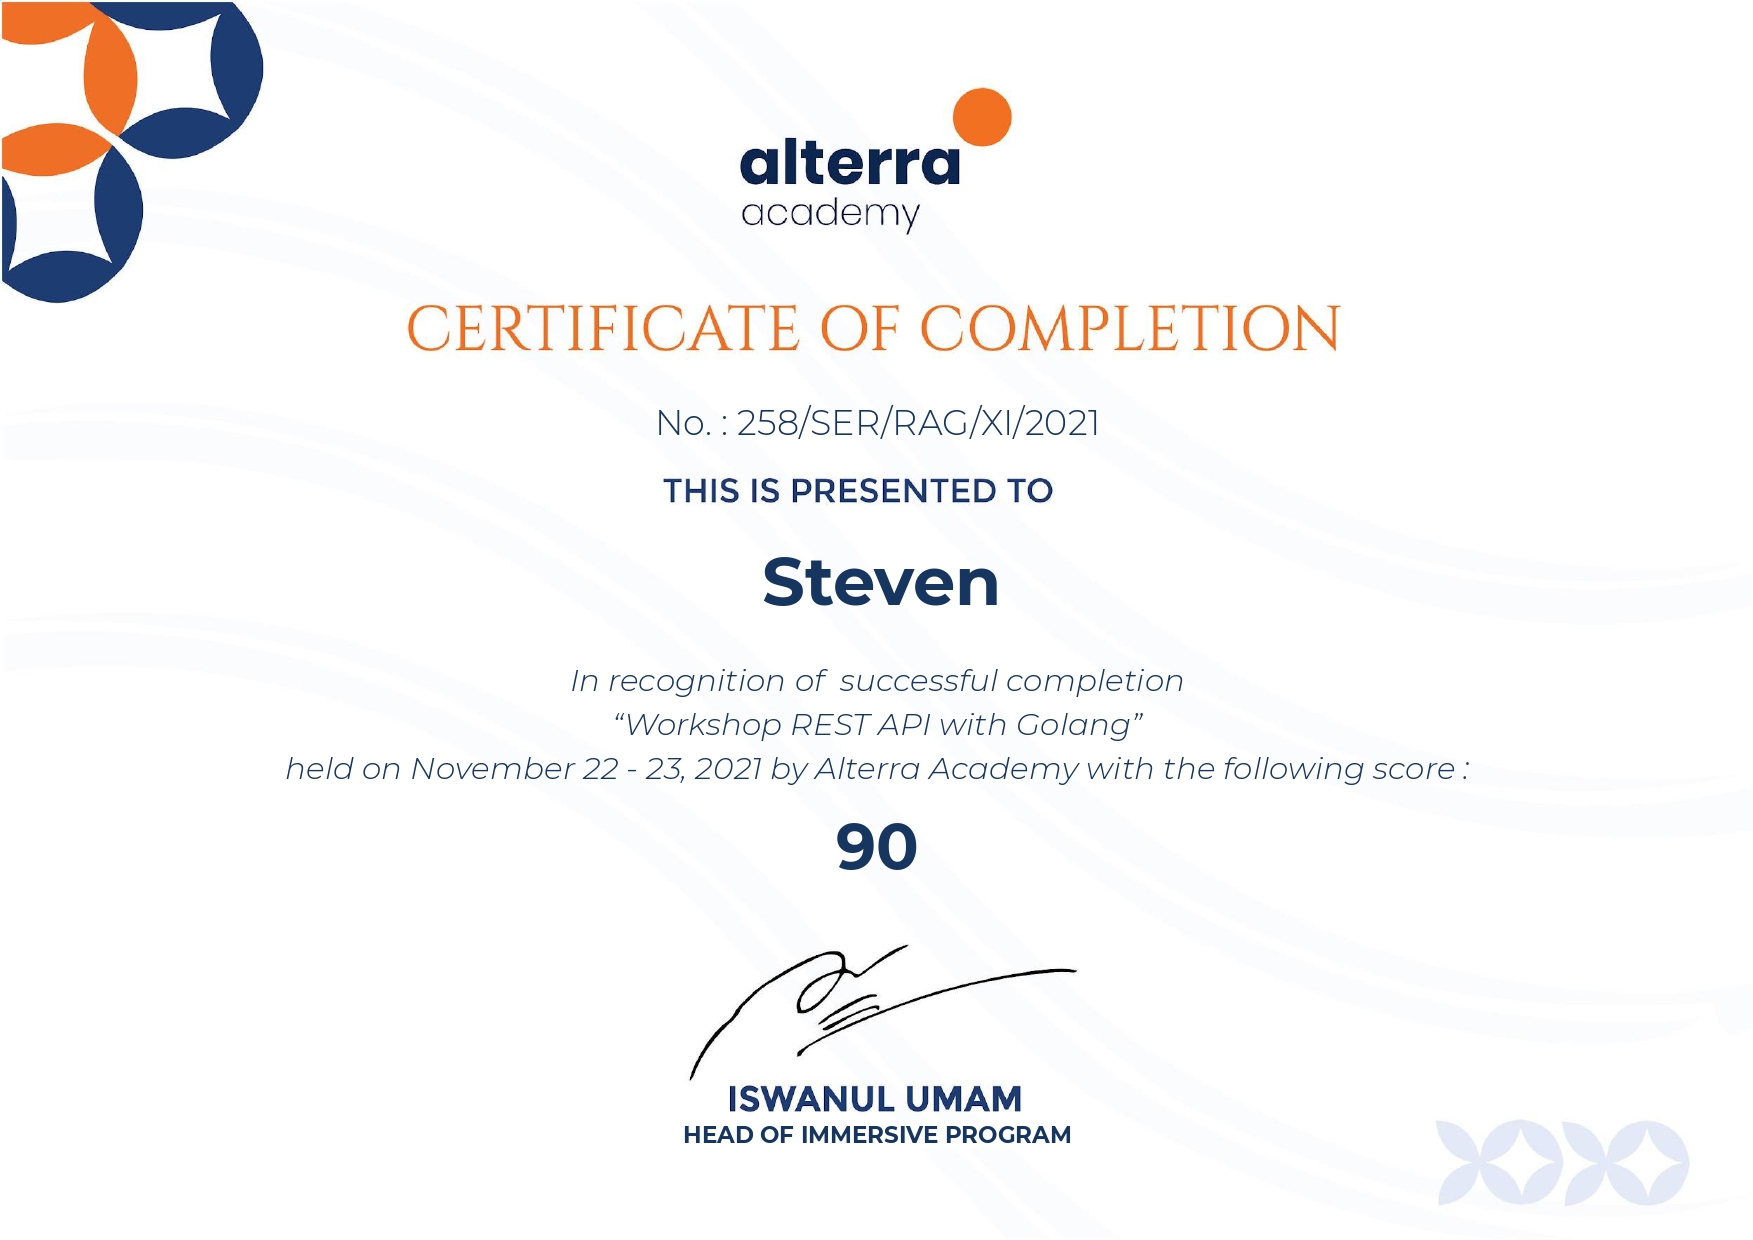 alterra
academy
CERTIFICATE OF COMPLETION
No. : 258/SER/RAG/XI/2021
THIS IS PRESENTED TO
Steven
In recognition of  successful completion
“Workshop REST API with Golang”
held on November 22 - 23, 2021 by Alterra Academy with the following score :
90
ISWANUL UMAM
HEAD OF IMMERSIVE PROGRAM